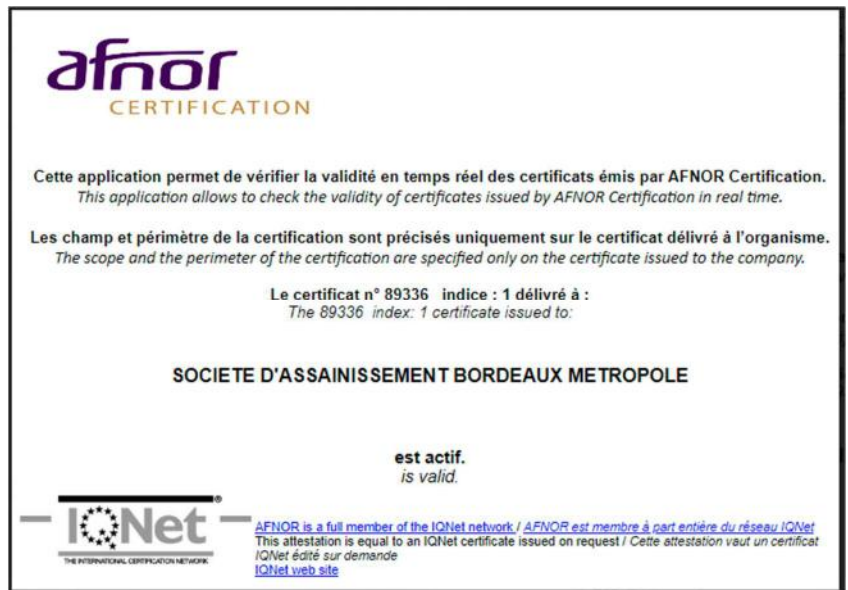 afnor
CERTIFICATION
Cette application permet de vérifier la validité en temps réel des certificats émis par AFNOR Certification.
This application allows to check the validity of certificates issued by AFNOR Certification in real time.
Les champ et périmètre de la certification sont précisés uniquement sur le certificat délivré à l'organisme.
The scope and the perimeter of the certification are specified only on the certificate issued to the company.
Le certificat n° 89336 indice : 1 délivré à :
The 89336 index: 1 certificate issued to:
SOCIETE D'ASSAINISSEMENT BORDEAUX METROPOLE
est actif.
is valid.
IQNet ®
THE INTERNATIONAL CERTIFICATION NETWORK
AFNOR is a full member of the IQNet network / AFNOR est membre à part entière du réseau IQNet
This attestation is equal to an IQNet certificate issued on request / Cette attestation vaut un certificat
IQNet édité sur demande
IQNet web site